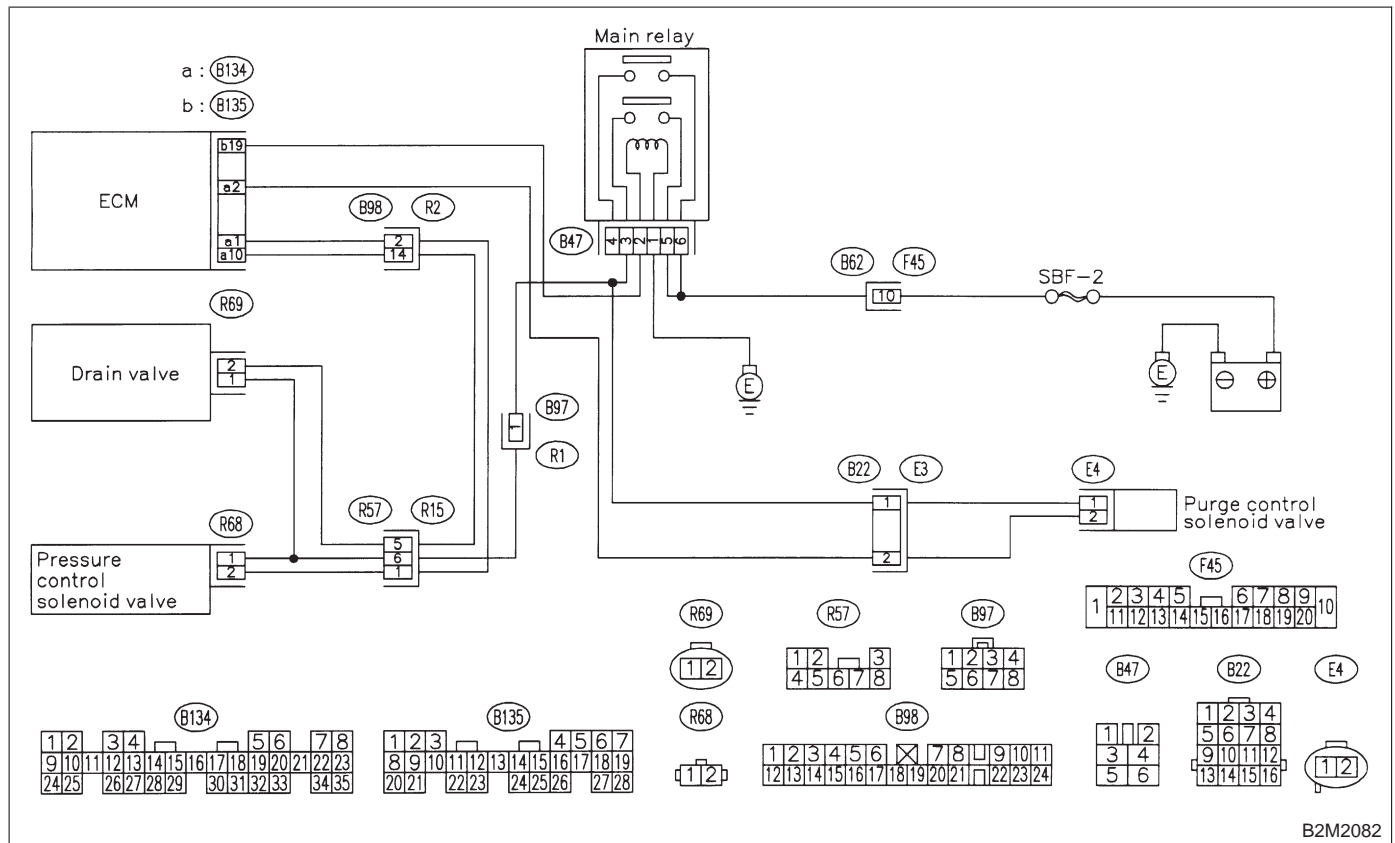 Main relay
a : B134
b : B135
ECM
b19
a2
a1
a10
B98 R2
2
14
B47
4 3 2 1 5 6
B62 F45
10
SBF-2
E
E
⊖ ⊕
R69
Drain valve
2
1
B97
1
R1
B22 E3
1
2
E4
1
2
Purge control
solenoid valve
R68
Pressure
control
solenoid valve
1
2
R57 R15
5
6
1
F45
1 2 3 4 5 6 7 8 9 10
11 12 13 14 15 16 17 18 19 20
R69
1 2
R57
1 2 3
4 5 6 7 8
B97
1 2 3 4
5 6 7 8
B47
1 2
3 4
5 6
B22
1 2 3 4
5 6 7 8
9 10 11 12
13 14 15 16
E4
1 2
B134
1 2 3 4 5 6 7 8
9 10 11 12 13 14 15 16 17 18 19 20 21 22 23
24 25 26 27 28 29 30 31 32 33 34 35
B135
1 2 3 4 5 6 7
8 9 10 11 12 13 14 15 16 17 18 19
20 21 22 23 24 25 26 27 28
R68
1 2
B98
1 2 3 4 5 6 7 8 9 10 11
12 13 14 15 16 17 18 19 20 21 22 23 24
B2M2082